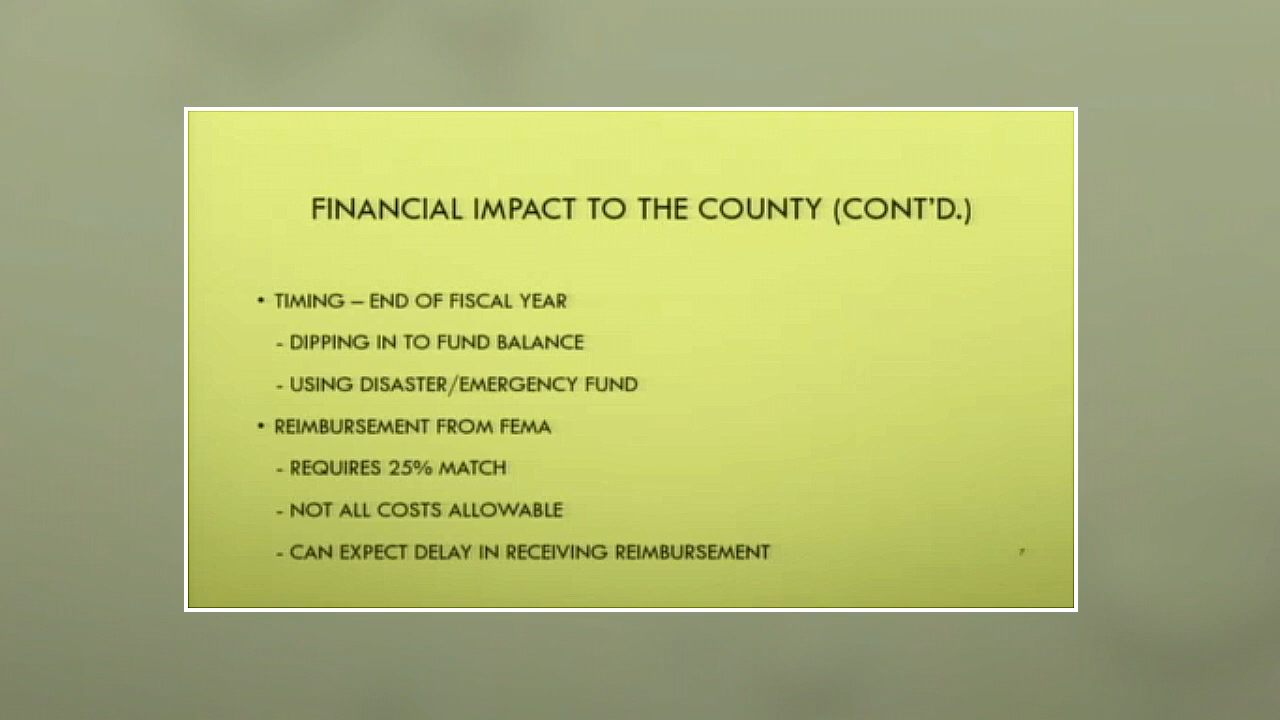 FINANCIAL IMPACT TO THE COUNTY (CONT'D.)
• TIMING – END OF FISCAL YEAR
- DIPPING IN TO FUND BALANCE
- USING DISASTER/EMERGENCY FUND
• REIMBURSEMENT FROM FEMA
- REQUIRES 25% MATCH
- NOT ALL COSTS ALLOWABLE
- CAN EXPECT DELAY IN RECEIVING REIMBURSEMENT
7